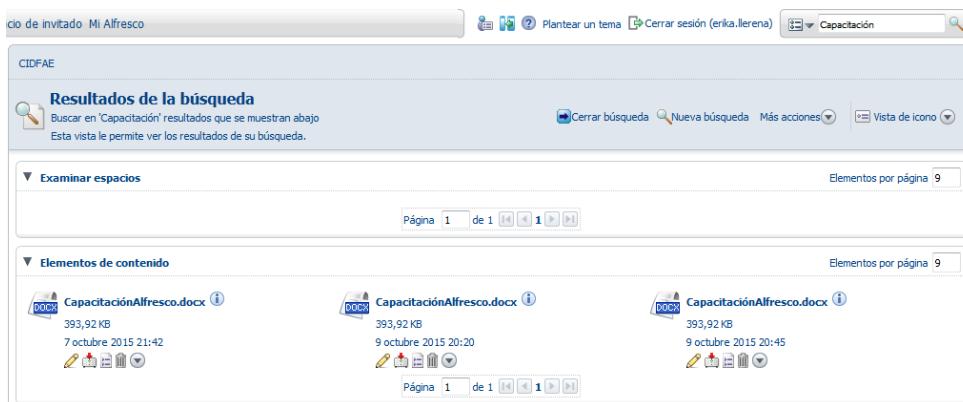 cio de invitado Mi Alfresco Plantear un tema Cerrar sesión (erika.llerena) Capacitación
CIDFAE
Resultados de la búsqueda
Buscar en 'Capacitación' resultados que se muestran abajo
Cerrar búsqueda Nueva búsqueda Más acciones Vista de icono
Esta vista le permite ver los resultados de su búsqueda.
Examinar espacios Elementos por página 9
Página 1 de 1 1
Elementos de contenido Elementos por página 9
DOCX CapacitaciónAlfresco.docx DOCX CapacitaciónAlfresco.docx DOCX CapacitaciónAlfresco.docx
393,92 KB 393,92 KB 393,92 KB
7 octubre 2015 21:42 9 octubre 2015 20:20 9 octubre 2015 20:45
Página 1 de 1 1